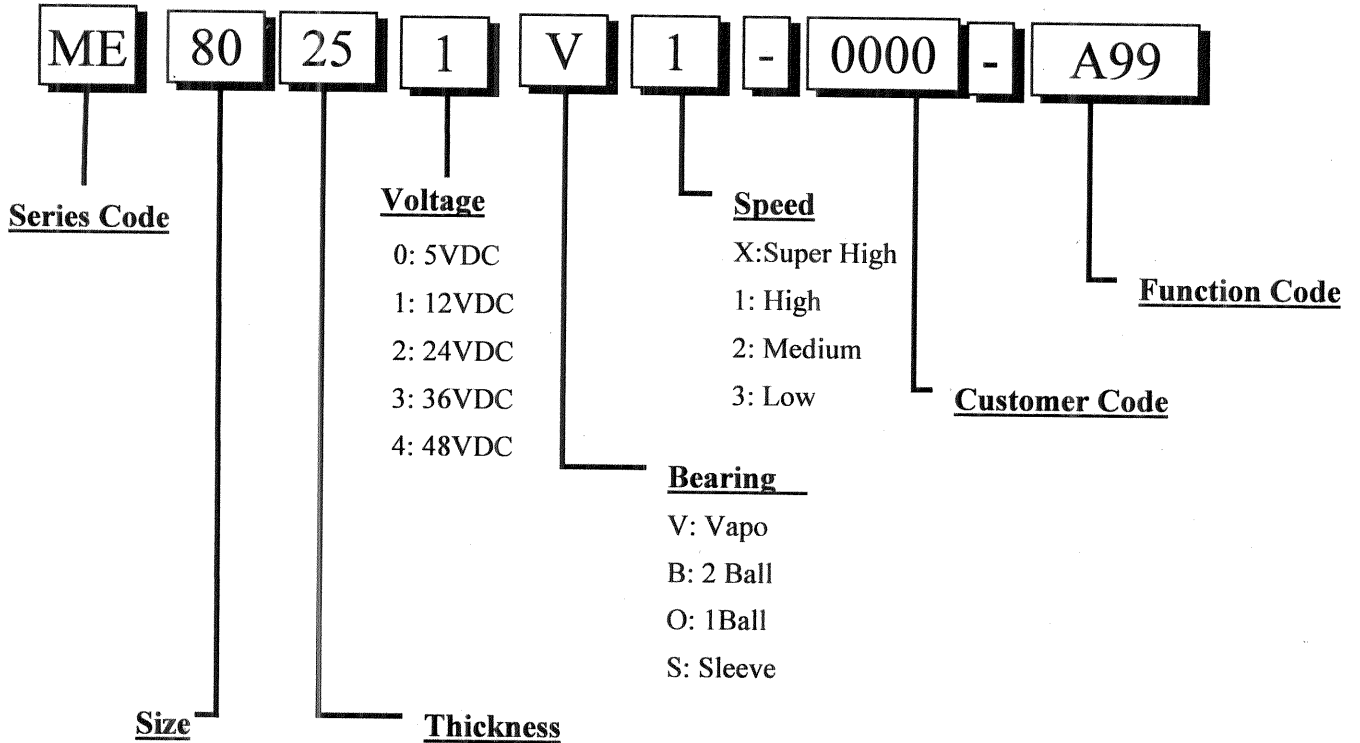 ME 80 25 1 V 1 - 0000 - A99
Series Code
Voltage
0: 5VDC
1: 12VDC
2: 24VDC
3: 36VDC
4: 48VDC
Speed
X:Super High
1: High
2: Medium
3: Low
Function Code
Customer Code
Bearing
V: Vapo
B: 2 Ball
O: 1Ball
S: Sleeve
Size
Thickness